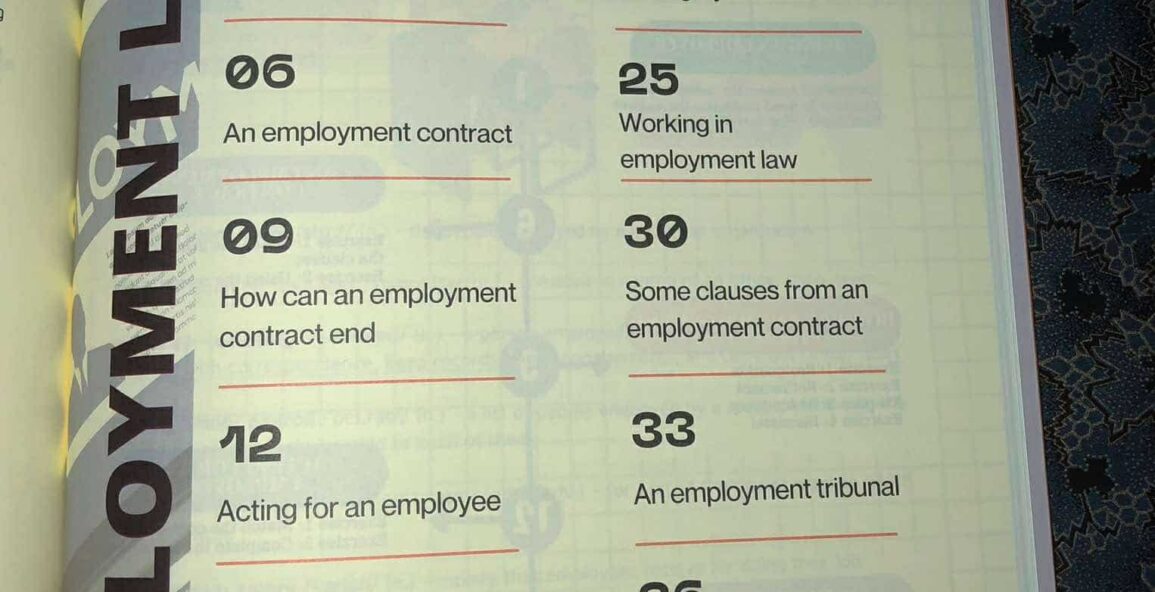 LOYMENT L
06
An employment contract
09
How can an employment
contract end
12
Acting for an employee
25
Working in
employment law
30
Some clauses from an
employment contract
33
An employment tribunal